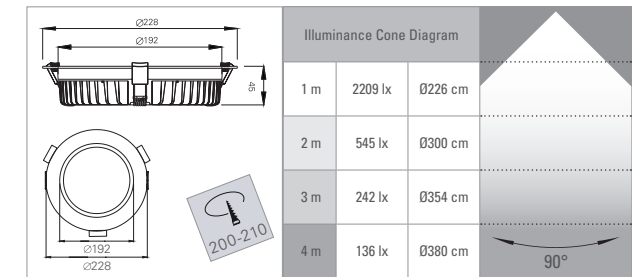 Ø228
Ø192
45
Ø192
Ø228
200-210
Illuminance Cone Diagram
1 m 2209 lx Ø226 cm
2 m 545 lx Ø300 cm
3 m 242 lx Ø354 cm
4 m 136 lx Ø380 cm
90°